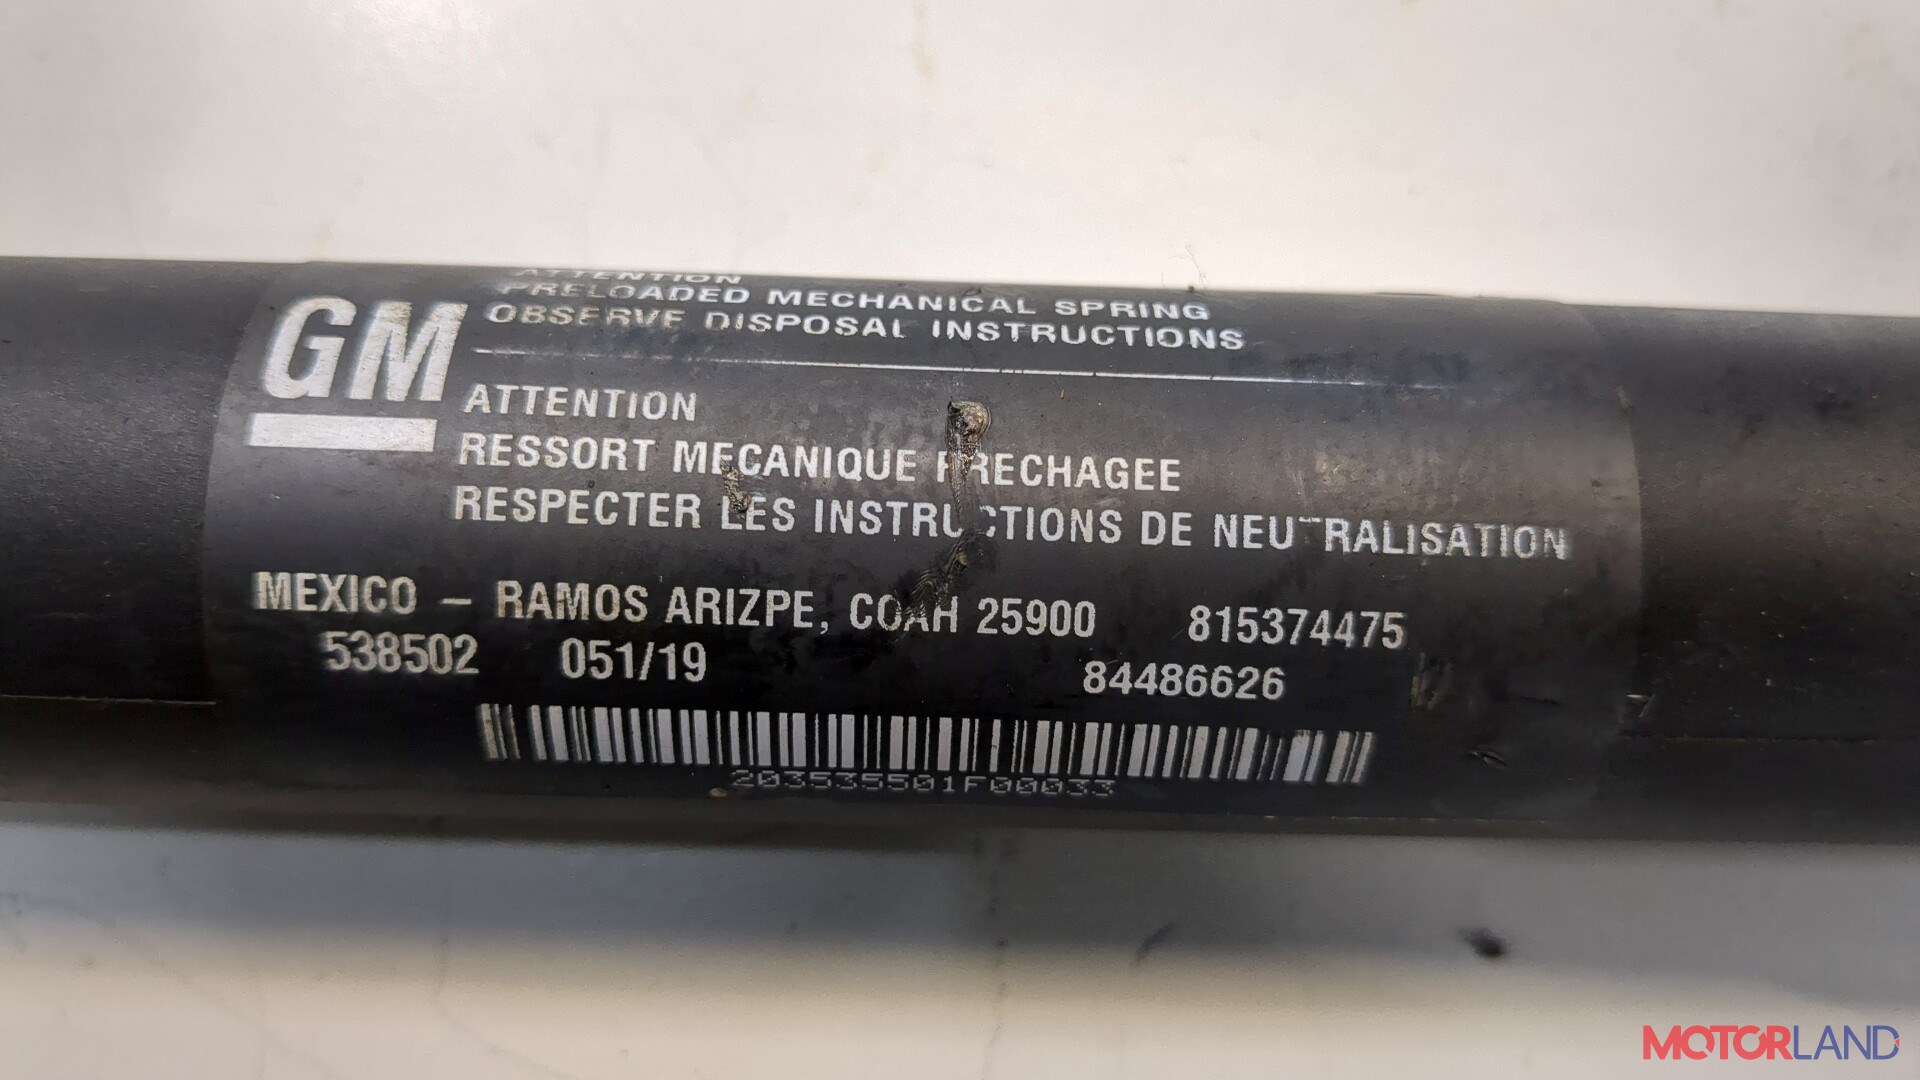 GM
ATTENTION
PRELOADED MECHANICAL SPRING
OBSERVE DISPOSAL INSTRUCTIONS
ATTENTION
RESSORT MECANIQUE PRECHAGEE
RESPECTER LES INSTRUCTIONS DE NEUTRALISATION
MEXICO – RAMOS ARIZPE, COAH 25900 815374475
538502 051/19 84486626
203535501F00033
MOTORLAND